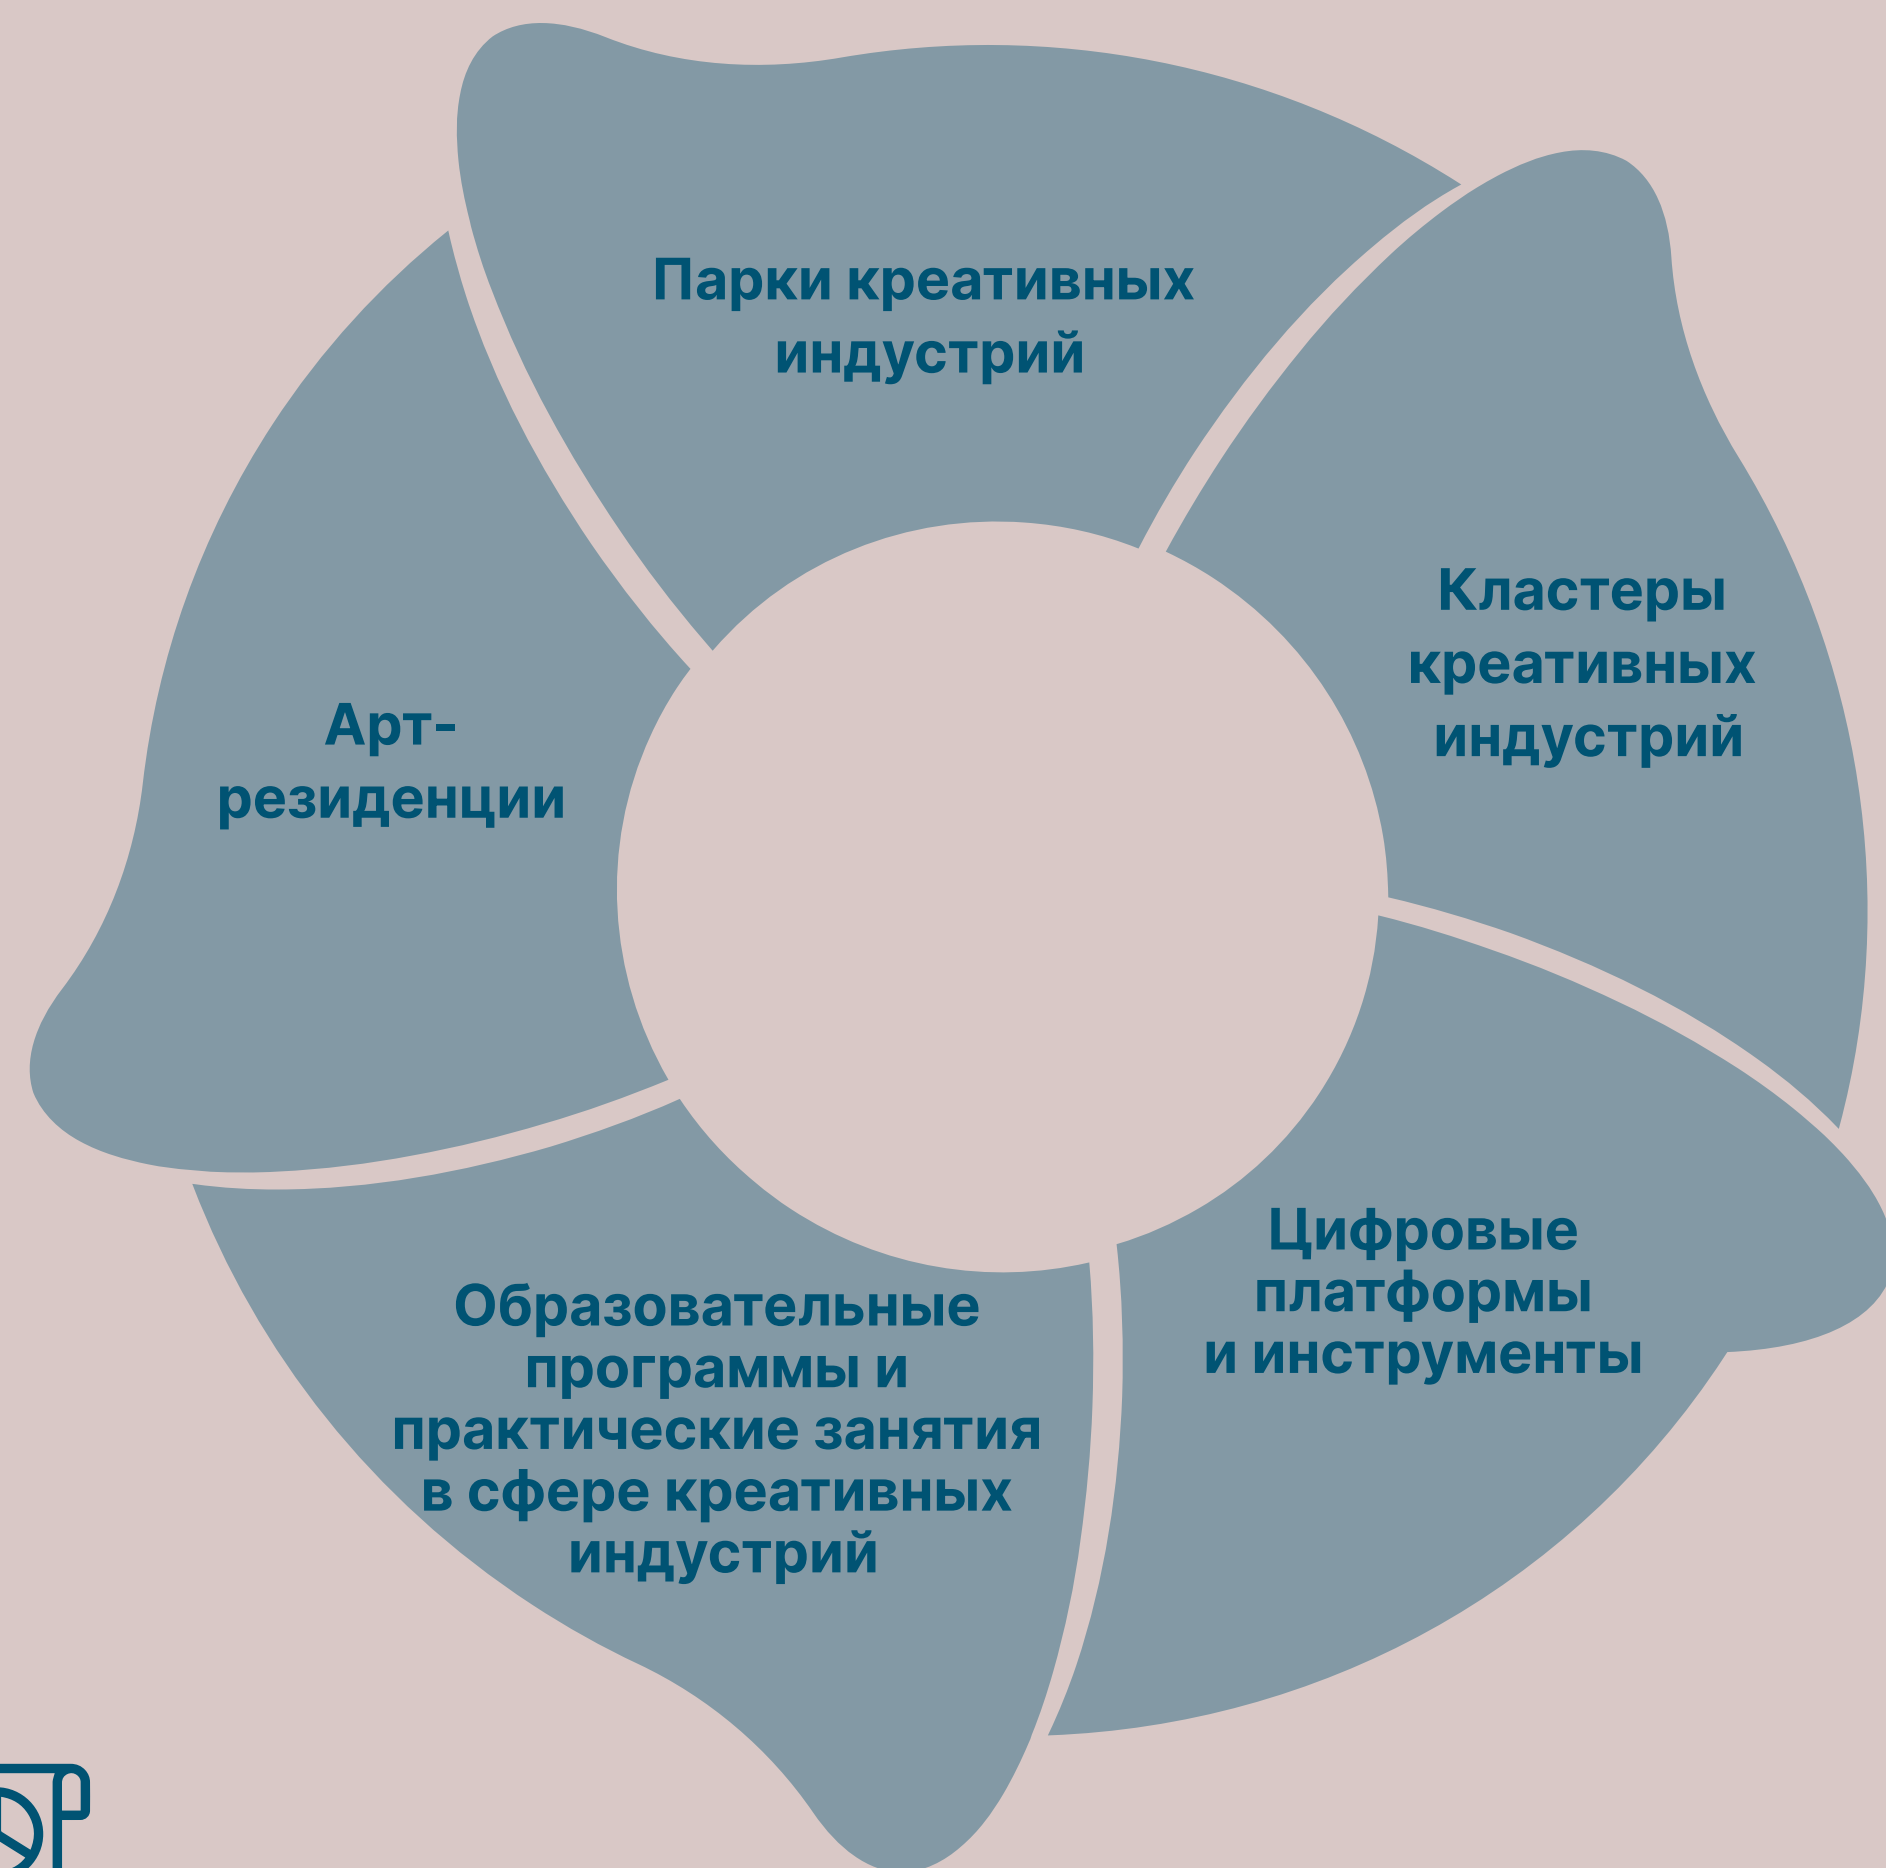 Парки креативных
индустрий
Кластеры
креативных
индустрий
Арт-
резиденции
Цифровые
платформы
и инструменты
Образовательные
программы и
практические занятия
в сфере креативных
индустрий